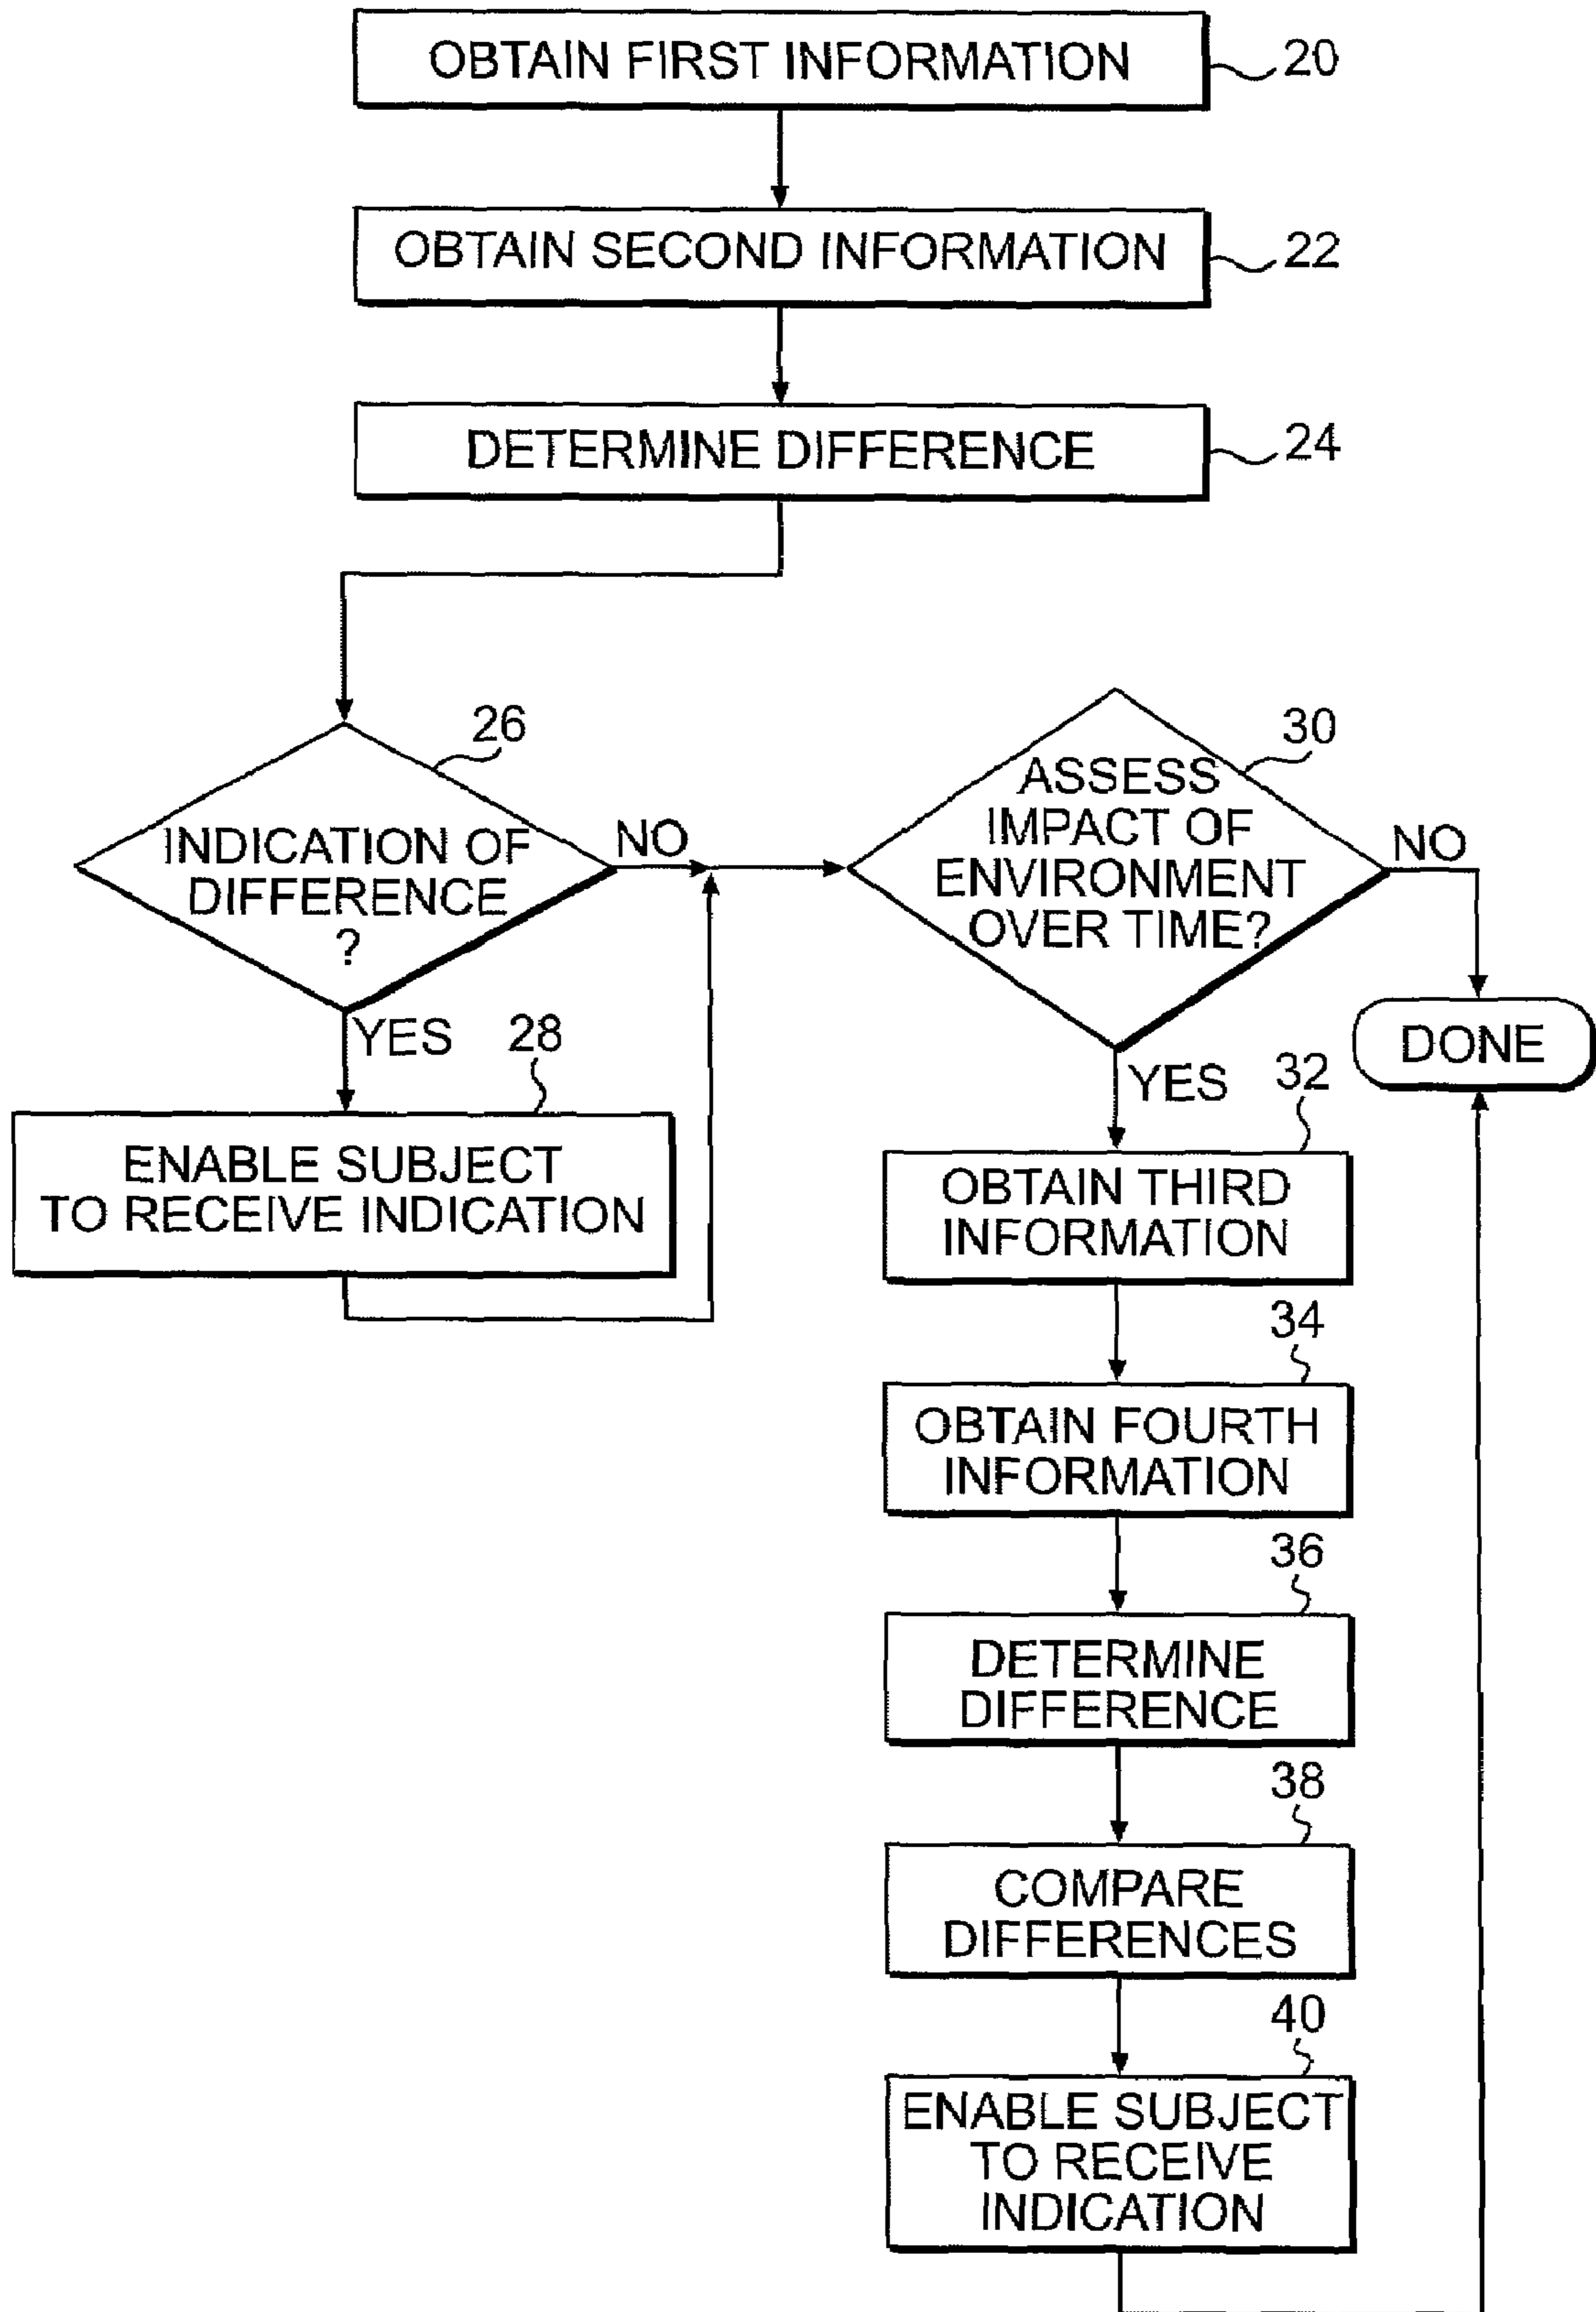 OBTAIN FIRST INFORMATION
20
OBTAIN SECOND INFORMATION
22
DETERMINE DIFFERENCE
24
26
INDICATION OF
DIFFERENCE
?
NO
YES
28
ENABLE SUBJECT
TO RECEIVE INDICATION
30
ASSESS
IMPACT OF
ENVIRONMENT
OVER TIME?
NO
DONE
YES
32
OBTAIN THIRD
INFORMATION
34
OBTAIN FOURTH
INFORMATION
36
DETERMINE
DIFFERENCE
38
COMPARE
DIFFERENCES
40
ENABLE SUBJECT
TO RECEIVE
INDICATION